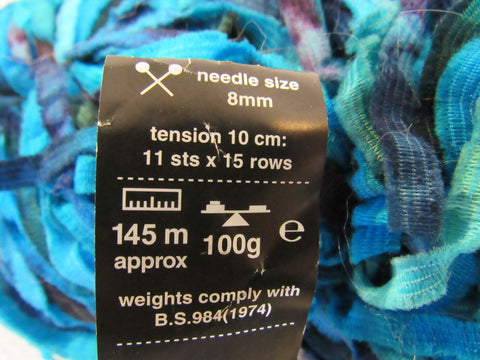 needle size
8mm
tension 10 cm:
11 sts x 15 rows
145 m
approx
100g
℮
weights comply with
B.S.984(1974)